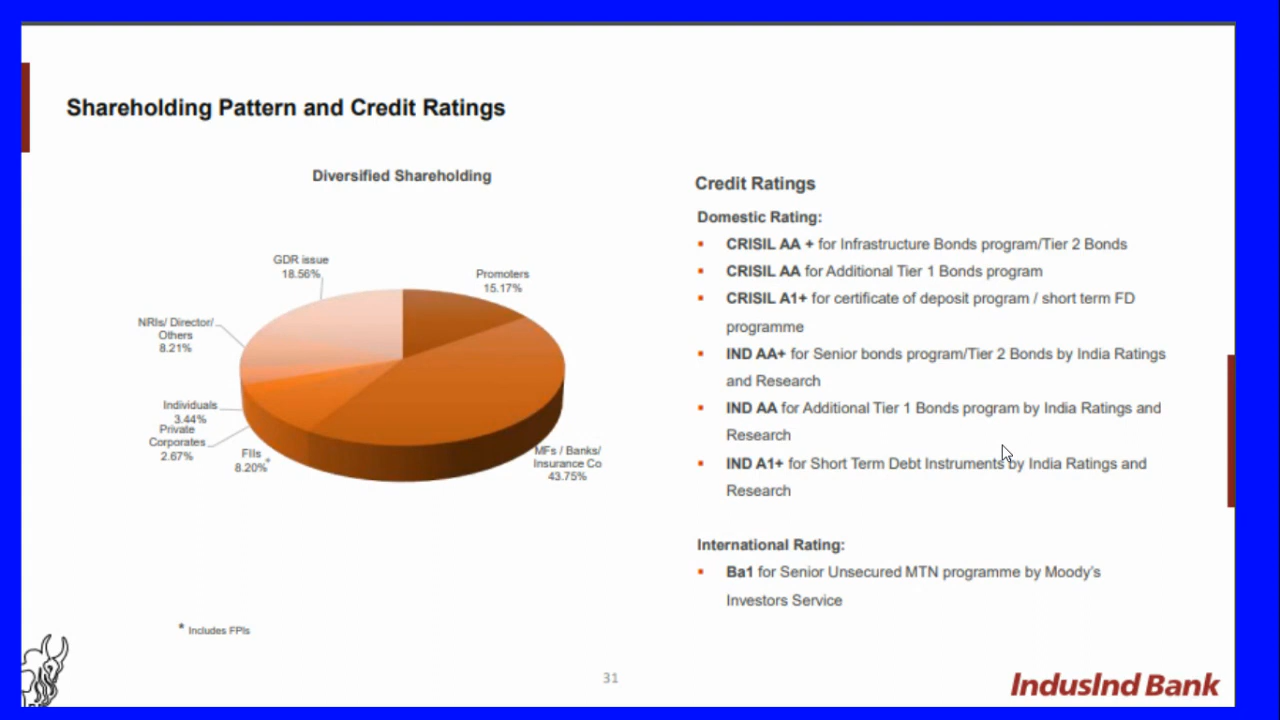 Shareholding Pattern and Credit Ratings
Diversified Shareholding
GDR issue
18.56%
Promoters
15.17%
NRIs/ Director/
Others
8.21%
Individuals
3.44%
Private
Corporates
2.67%
FIIs
8.20%*
MFs / Banks/
Insurance Co
43.75%
* Includes FPIs
Credit Ratings
Domestic Rating:
▪ CRISIL AA + for Infrastructure Bonds program/Tier 2 Bonds
▪ CRISIL AA for Additional Tier 1 Bonds program
▪ CRISIL A1+ for certificate of deposit program / short term FD
programme
▪ IND AA+ for Senior bonds program/Tier 2 Bonds by India Ratings
and Research
▪ IND AA for Additional Tier 1 Bonds program by India Ratings and
Research
▪ IND A1+ for Short Term Debt Instruments by India Ratings and
Research
International Rating:
▪ Ba1 for Senior Unsecured MTN programme by Moody's
Investors Service
31
IndusInd Bank